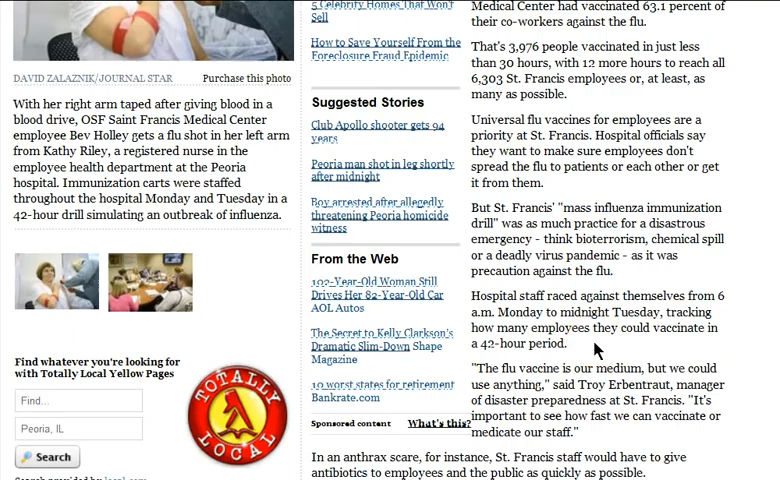 DAVID ZALAZNIK/JOURNAL STAR
Purchase this photo
With her right arm taped after giving blood in a
blood drive, OSF Saint Francis Medical Center
employee Bev Holley gets a flu shot in her left arm
from Kathy Riley, a registered nurse in the
employee health department at the Peoria
hospital. Immunization carts were staffed
throughout the hospital Monday and Tuesday in a
42-hour drill simulating an outbreak of influenza.
Find whatever you're looking for
with Totally Local Yellow Pages
Find...
Peoria, IL
Search
Search provided by local.com
TOTALLY
LOCAL
5 Celebrity Homes That Won't
Sell
How to Save Yourself From the
Foreclosure Fraud Epidemic
Suggested Stories
Club Apollo shooter gets 94
years
Peoria man shot in leg shortly
after midnight
Boy arrested after allegedly
threatening Peoria homicide
witness
From the Web
102-Year-Old Woman Still
Drives Her 82-Year-Old Car
AOL Autos
The Secret to Kelly Clarkson's
Dramatic Slim-Down Shape
Magazine
10 worst states for retirement
Bankrate.com
Sponsored content
What's this?
Medical Center had vaccinated 63.1 percent of
their co-workers against the flu.
That's 3,976 people vaccinated in just less
than 30 hours, with 12 more hours to reach all
6,303 St. Francis employees or, at least, as
many as possible.
Universal flu vaccines for employees are a
priority at St. Francis. Hospital officials say
they want to make sure employees don't
spread the flu to patients or each other or get
it from them.
But St. Francis' "mass influenza immunization
drill" was as much practice for a disastrous
emergency - think bioterrorism, chemical spill
or a deadly virus pandemic - as it was
precaution against the flu.
Hospital staff raced against themselves from 6
a.m. Monday to midnight Tuesday, tracking
how many employees they could vaccinate in
a 42-hour period.
"The flu vaccine is our medium, but we could
use anything," said Troy Erbentraut, manager
of disaster preparedness at St. Francis. "It's
important to see how fast we can vaccinate or
medicate our staff."
In an anthrax scare, for instance, St. Francis staff would have to give
antibiotics to employees and the public as quickly as possible.